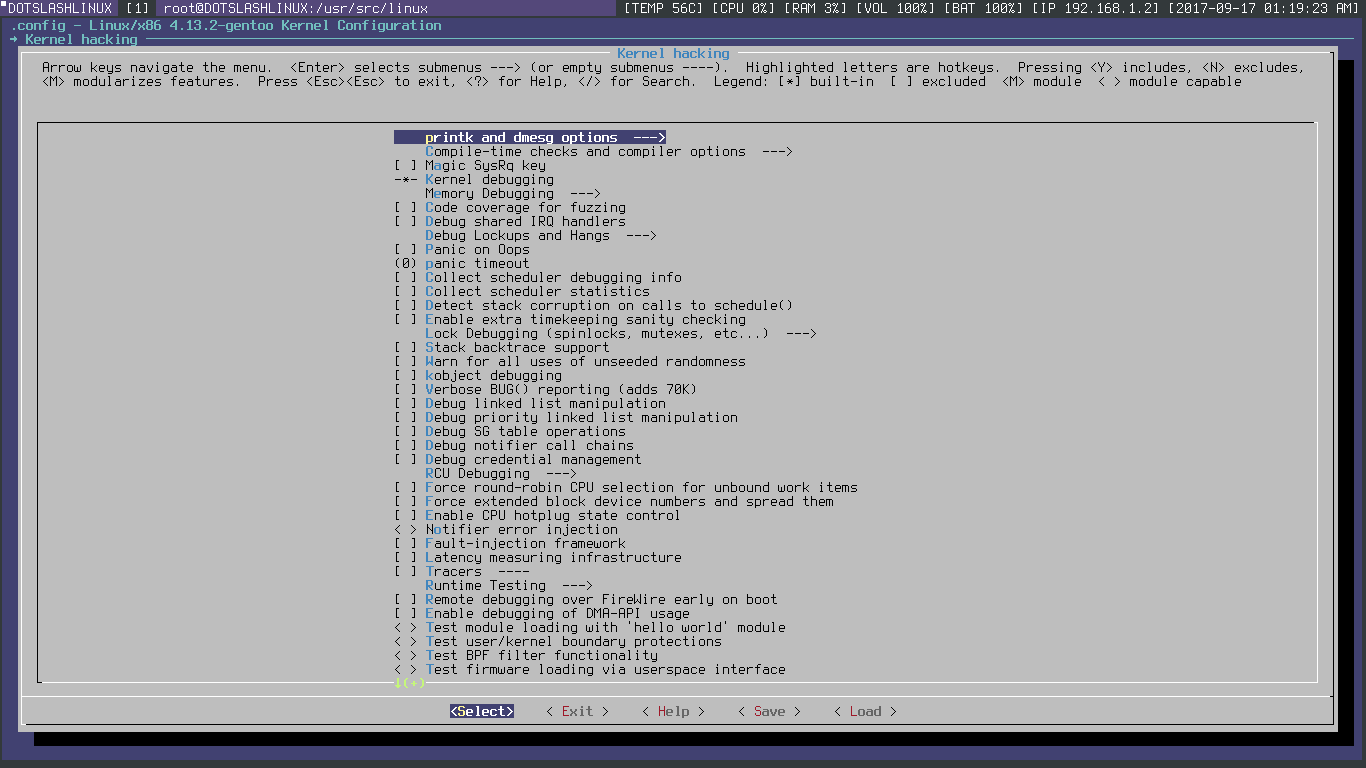 DOTSLASHLINUX [1] root@DOTSLASHLINUX:/usr/src/linux [TEMP 56C] [CPU 0%] [RAM 3%] [VOL 100%] [BAT 100%] [IP 192.168.1.2] [2017-09-17 01:19:23 AM]
.config - Linux/x86 4.13.2-gentoo Kernel Configuration
→ Kernel hacking
Kernel hacking
Arrow keys navigate the menu. <Enter> selects submenus ---> (or empty submenus ----). Highlighted letters are hotkeys. Pressing <Y> includes, <N> excludes,
<M> modularizes features. Press <Esc><Esc> to exit, <?> for Help, </> for Search. Legend: [*] built-in [ ] excluded <M> module < > module capable
printk and dmesg options --->
Compile-time checks and compiler options --->
[ ] Magic SysRq key
-*- Kernel debugging
Memory Debugging --->
[ ] Code coverage for fuzzing
[ ] Debug shared IRQ handlers
Debug Lockups and Hangs --->
[ ] Panic on Oops
(0) panic timeout
[ ] Collect scheduler debugging info
[ ] Collect scheduler statistics
[ ] Detect stack corruption on calls to schedule()
[ ] Enable extra timekeeping sanity checking
Lock Debugging (spinlocks, mutexes, etc...) --->
[ ] Stack backtrace support
[ ] Warn for all uses of unseeded randomness
[ ] kobject debugging
[ ] Verbose BUG() reporting (adds 70K)
[ ] Debug linked list manipulation
[ ] Debug priority linked list manipulation
[ ] Debug SG table operations
[ ] Debug notifier call chains
[ ] Debug credential management
RCU Debugging --->
[ ] Force round-robin CPU selection for unbound work items
[ ] Force extended block device numbers and spread them
[ ] Enable CPU hotplug state control
< > Notifier error injection
[ ] Fault-injection framework
[ ] Latency measuring infrastructure
[ ] Tracers ----
Runtime Testing --->
[ ] Remote debugging over FireWire early on boot
[ ] Enable debugging of DMA-API usage
< > Test module loading with 'hello world' module
< > Test user/kernel boundary protections
< > Test BPF filter functionality
< > Test firmware loading via userspace interface
↓(+)
<Select> < Exit > < Help > < Save > < Load >